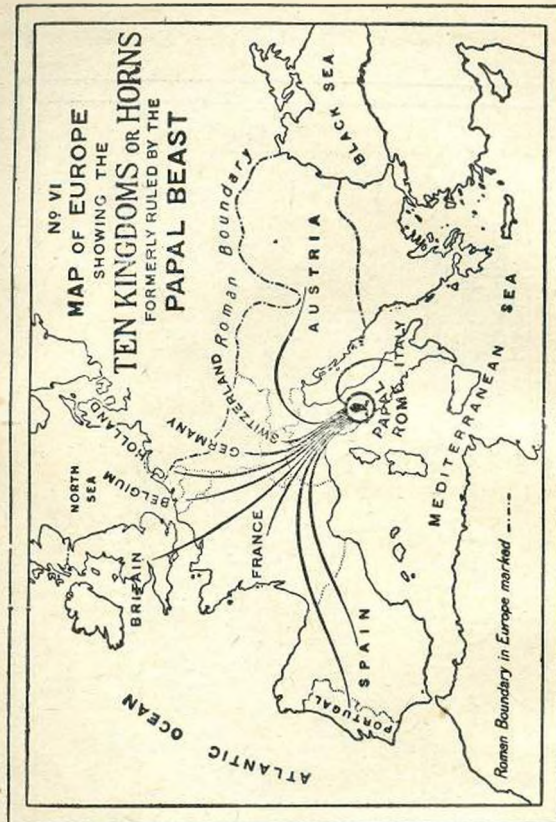 Nº VI
MAP OF EUROPE
SHOWING THE
TEN KINGDOMS OR HORNS
FORMERLY RULED BY THE
PAPAL BEAST
NORTH
SEA
BRITAIN
HOLLAND
BELGIUM
GERMANY
SWITZERLAND
Roman Boundary
FRANCE
AUSTRIA
BLACK SEA
ATLANTIC OCEAN
PORTUGAL
SPAIN
PAPAL
ROME
ITALY
MEDITERRANEAN SEA
Roman Boundary in Europe marked